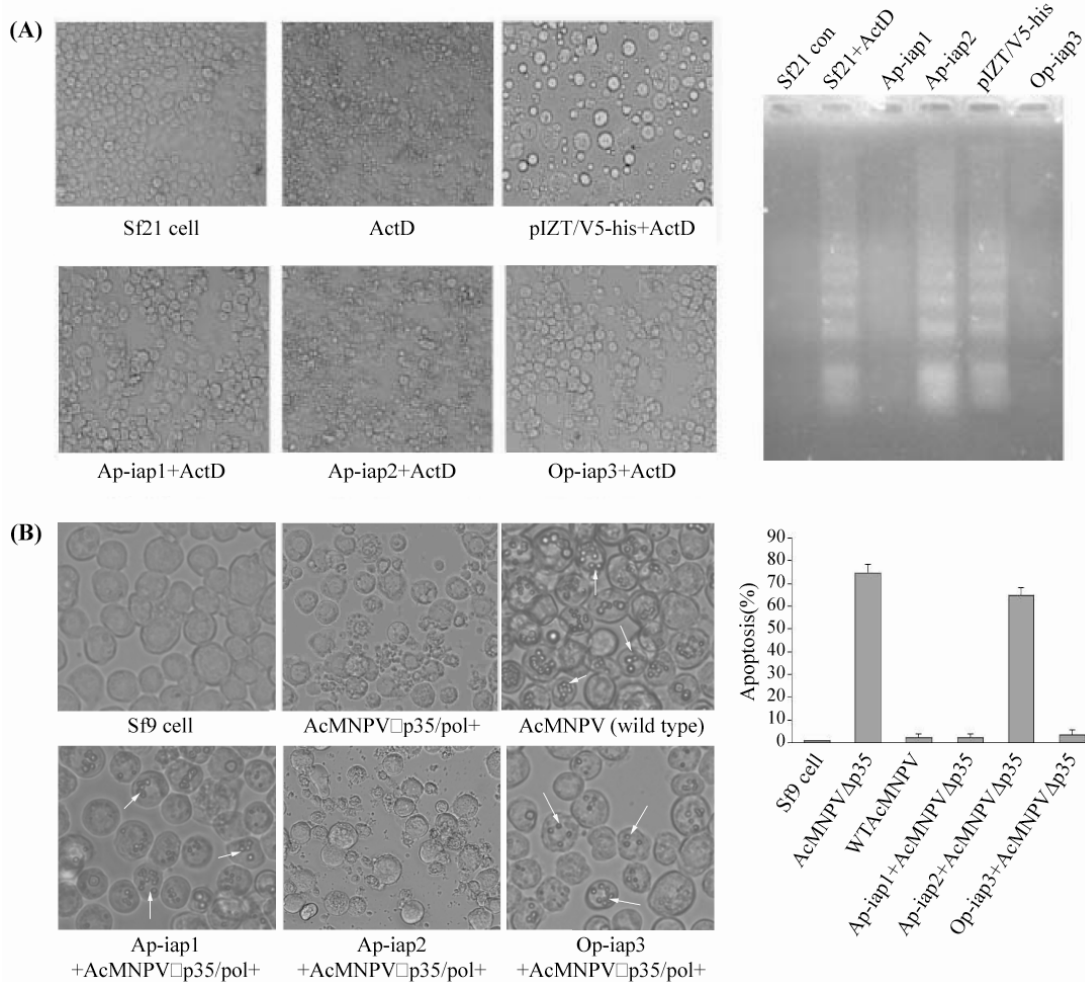 (A)
Sf21 cell
ActD
pIZT/V5-his+ActD
Ap-iap1+ActD
Ap-iap2+ActD
Op-iap3+ActD
Sf21 con
Sf21+ActD
Ap-iap1
Ap-iap2
pIZT/V5-his
Op-iap3
(B)
Sf9 cell
AcMNPV□p35/pol+
AcMNPV (wild type)
Ap-iap1
+AcMNPV□p35/pol+
Ap-iap2
+AcMNPV□p35/pol+
Op-iap3
+AcMNPV□p35/pol+
Apoptosis(%)
90
80
70
60
50
40
30
20
10
0
Sf9 cell
AcMNPVΔp35
WTAcMNPV
Ap-iap1+AcMNPVΔp35
Ap-iap2+AcMNPVΔp35
Op-iap3+AcMNPVΔp35